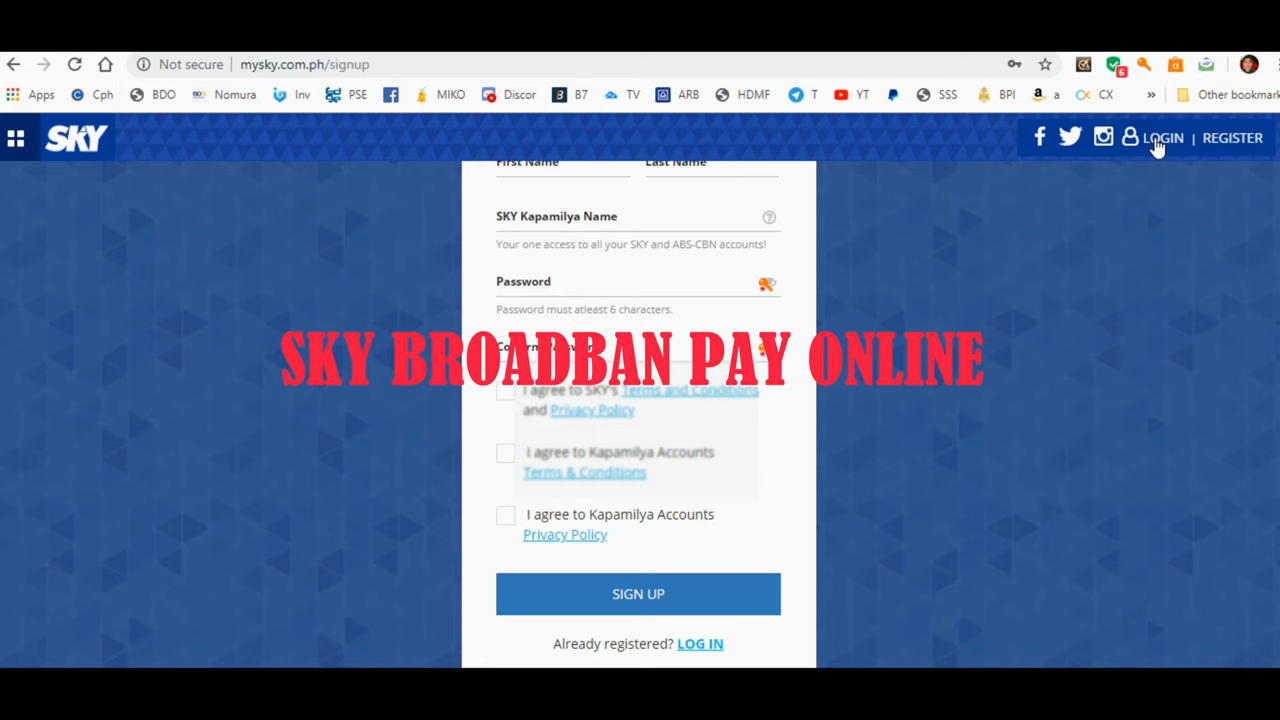 Not secure | mysky.com.ph/signup
6
Apps Cph BDO Nomura Inv PSE MIKO Discor B7 TV ARB HDMF T YT SSS BPI a CX » Other bookmark
SKY LOGIN | REGISTER
First Name Last Name
SKY Kapamilya Name
Your one access to all your SKY and ABS-CBN accounts!
Password
Password must atleast 6 characters.
SKY BROADBAN PAY ONLINE
I agree to SKY's Terms and Conditions
and Privacy Policy
I agree to Kapamilya Accounts
Terms & Conditions
I agree to Kapamilya Accounts
Privacy Policy
SIGN UP
Already registered? LOG IN